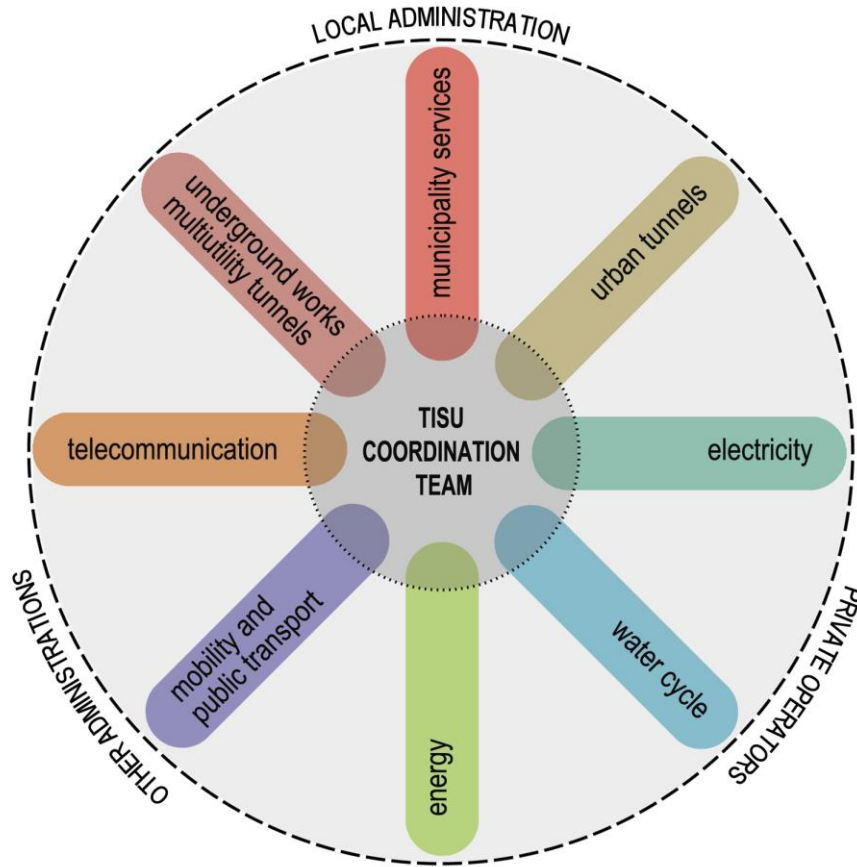 LOCAL ADMINISTRATION
municipality services
urban tunnels
underground works
multiutility tunnels
TISU
COORDINATION
TEAM
telecommunication
electricity
mobility and
public transport
water cycle
energy
OTHER ADMINISTRATIONS
PRIVATE OPERATORS